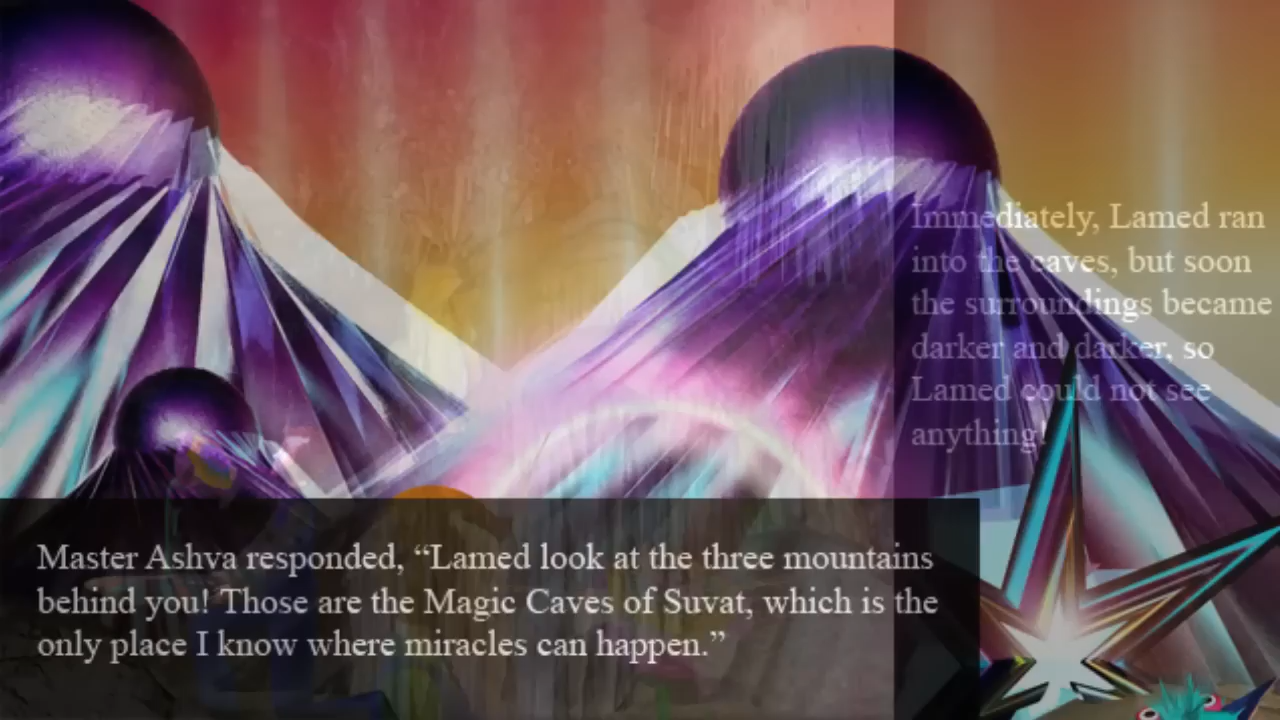 Immediately, Lamed ran
into the caves, but soon
the surroundings became
darker and darker, so
Lamed could not see
anything!
Master Ashva responded, “Lamed look at the three mountains
behind you! Those are the Magic Caves of Suvat, which is the
only place I know where miracles can happen.”